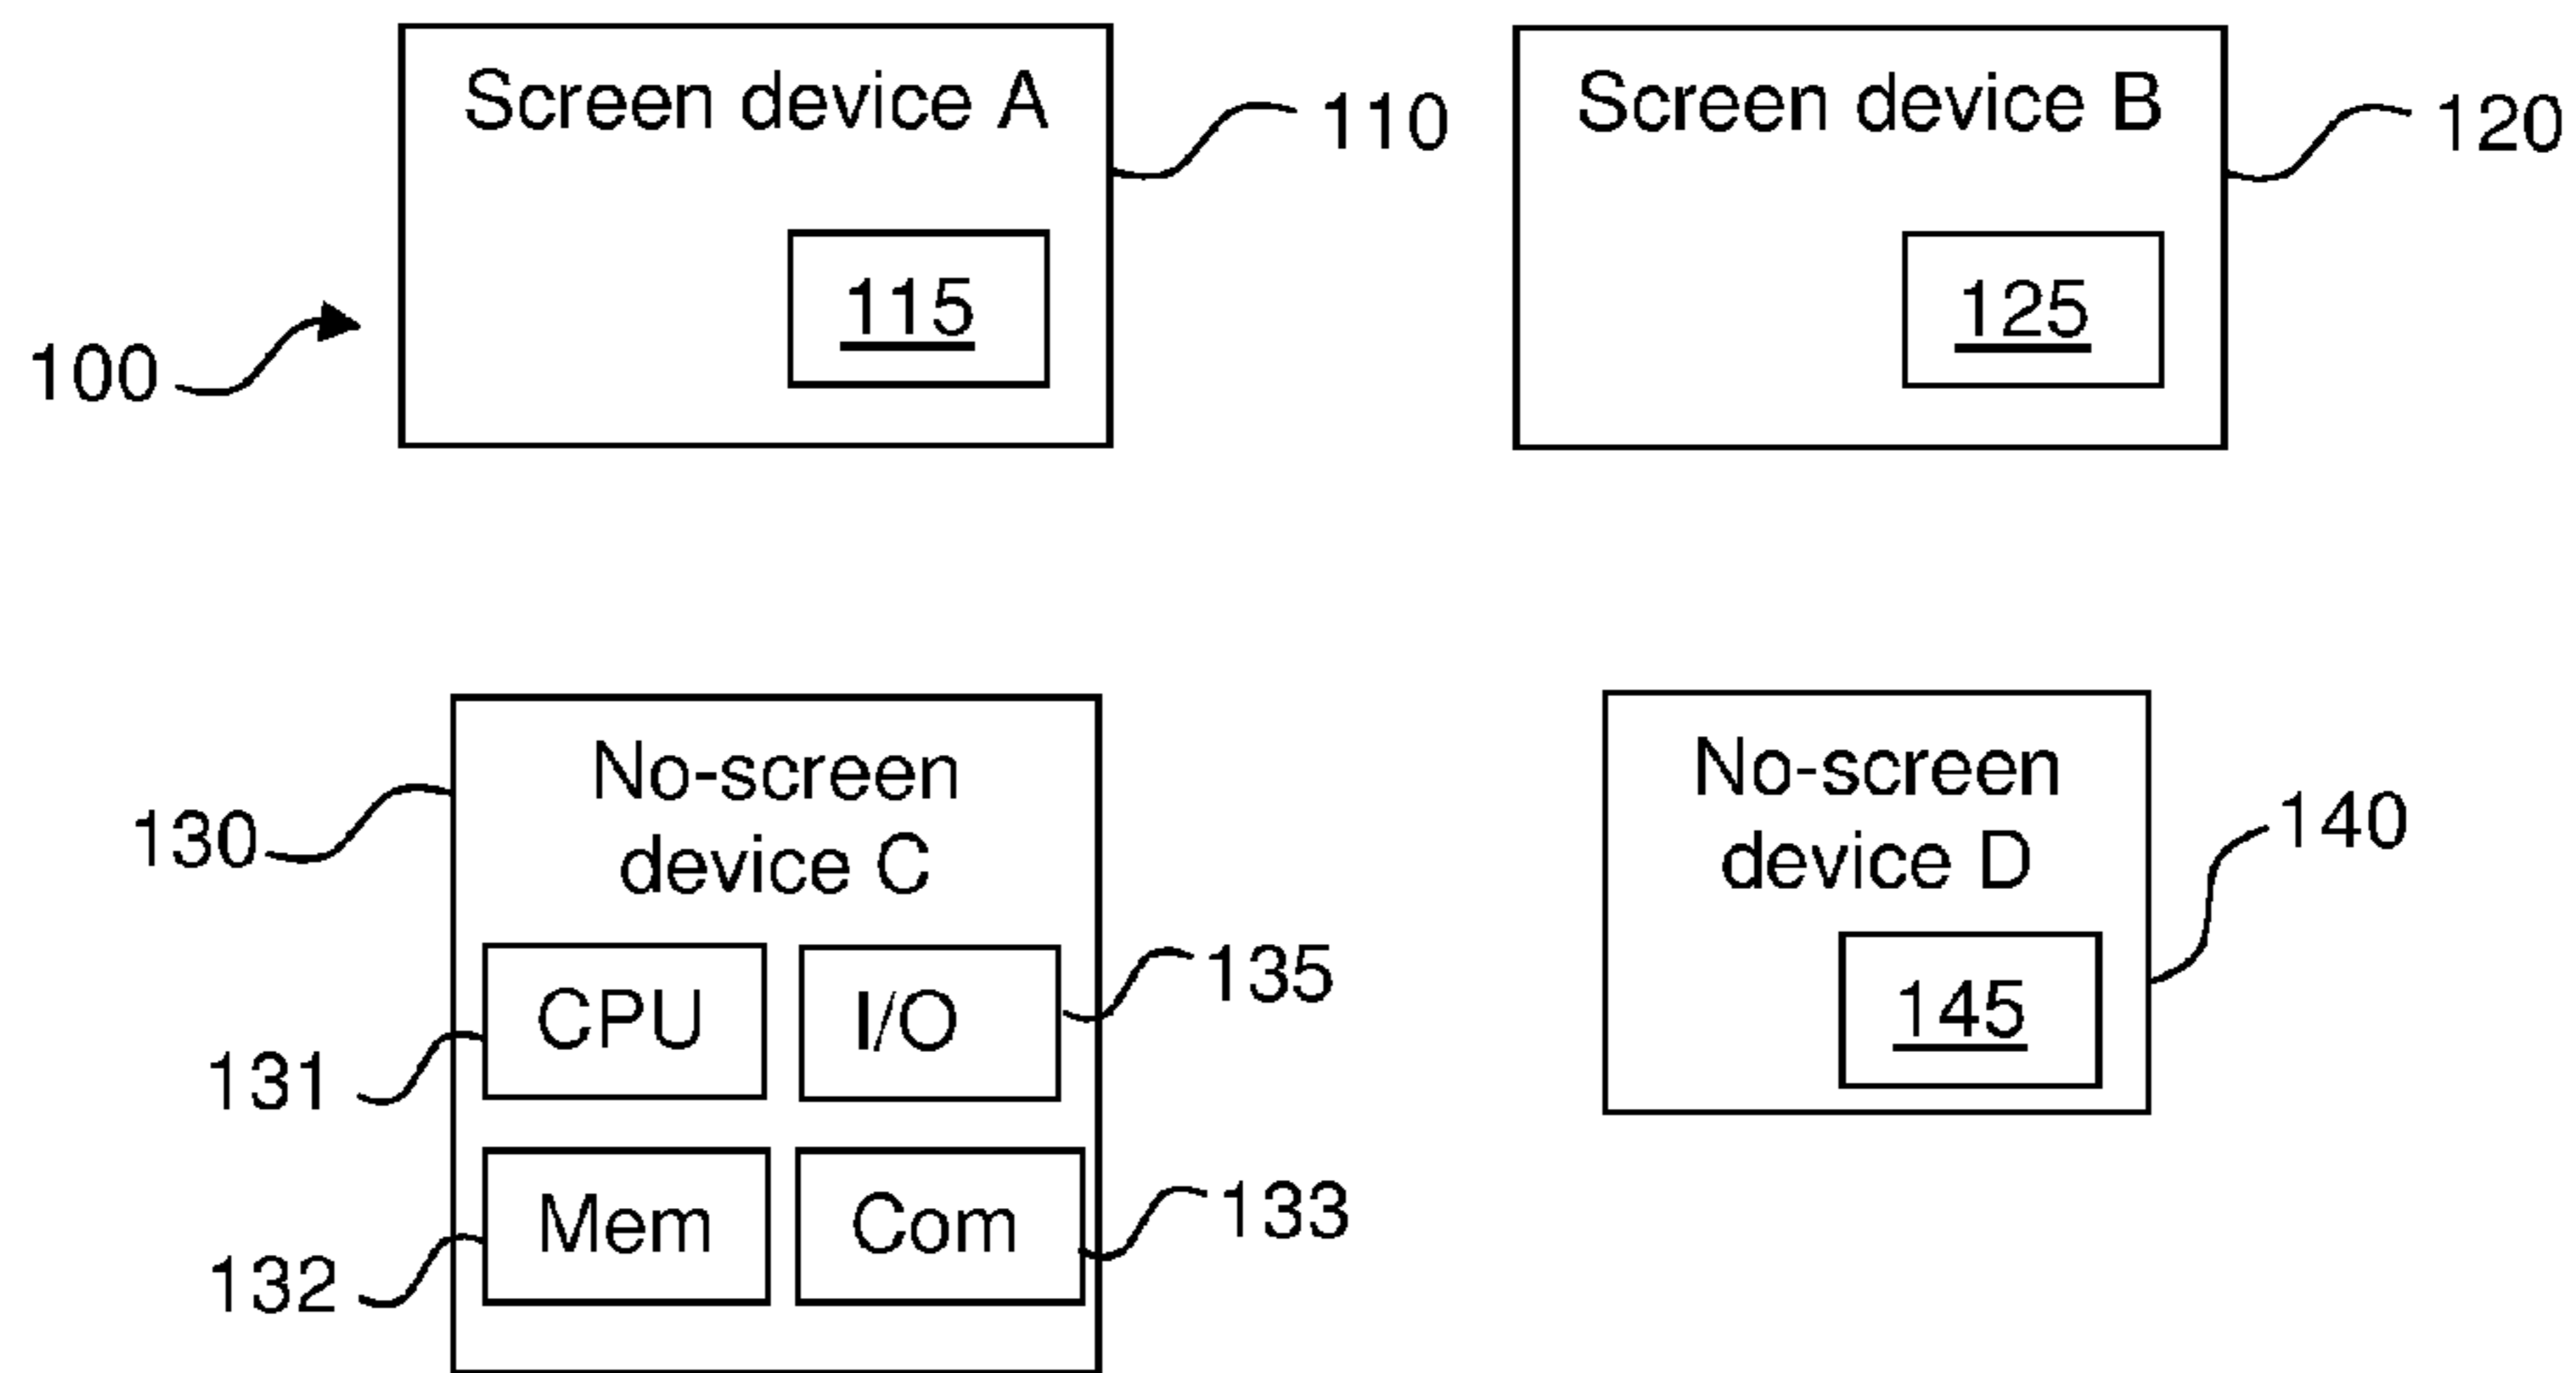 Screen device A
110
115
100
Screen device B
120
125
No-screen
device C
130
CPU
I/O
135
131
Mem
Com
133
132
No-screen
device D
140
145